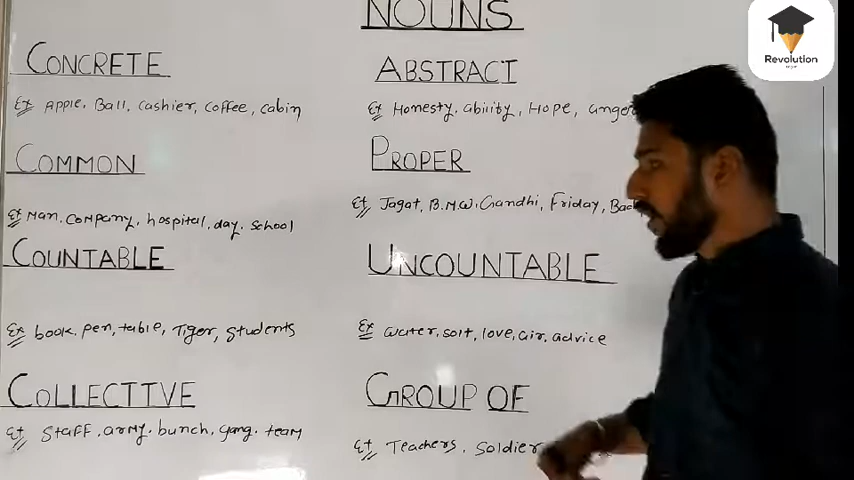 NOUNS
CONCRETE
Ex Apple, Ball, cashier, coffee, cabin
ABSTRACT
Ex Honesty, ability, Hope, anger
COMMON
Ex Man, company, hospital, day, school
PROPER
Ex Jagat, B.M.W, Gandhi, Friday,
COUNTABLE
Ex book, pen, table, Tiger, students
UNCOUNTABLE
Ex water, salt, love, air, advice
COLLECTIVE
Ex Staff, army, bunch, gang, team
GROUP OF
Ex Teachers, Soldier
Revolution